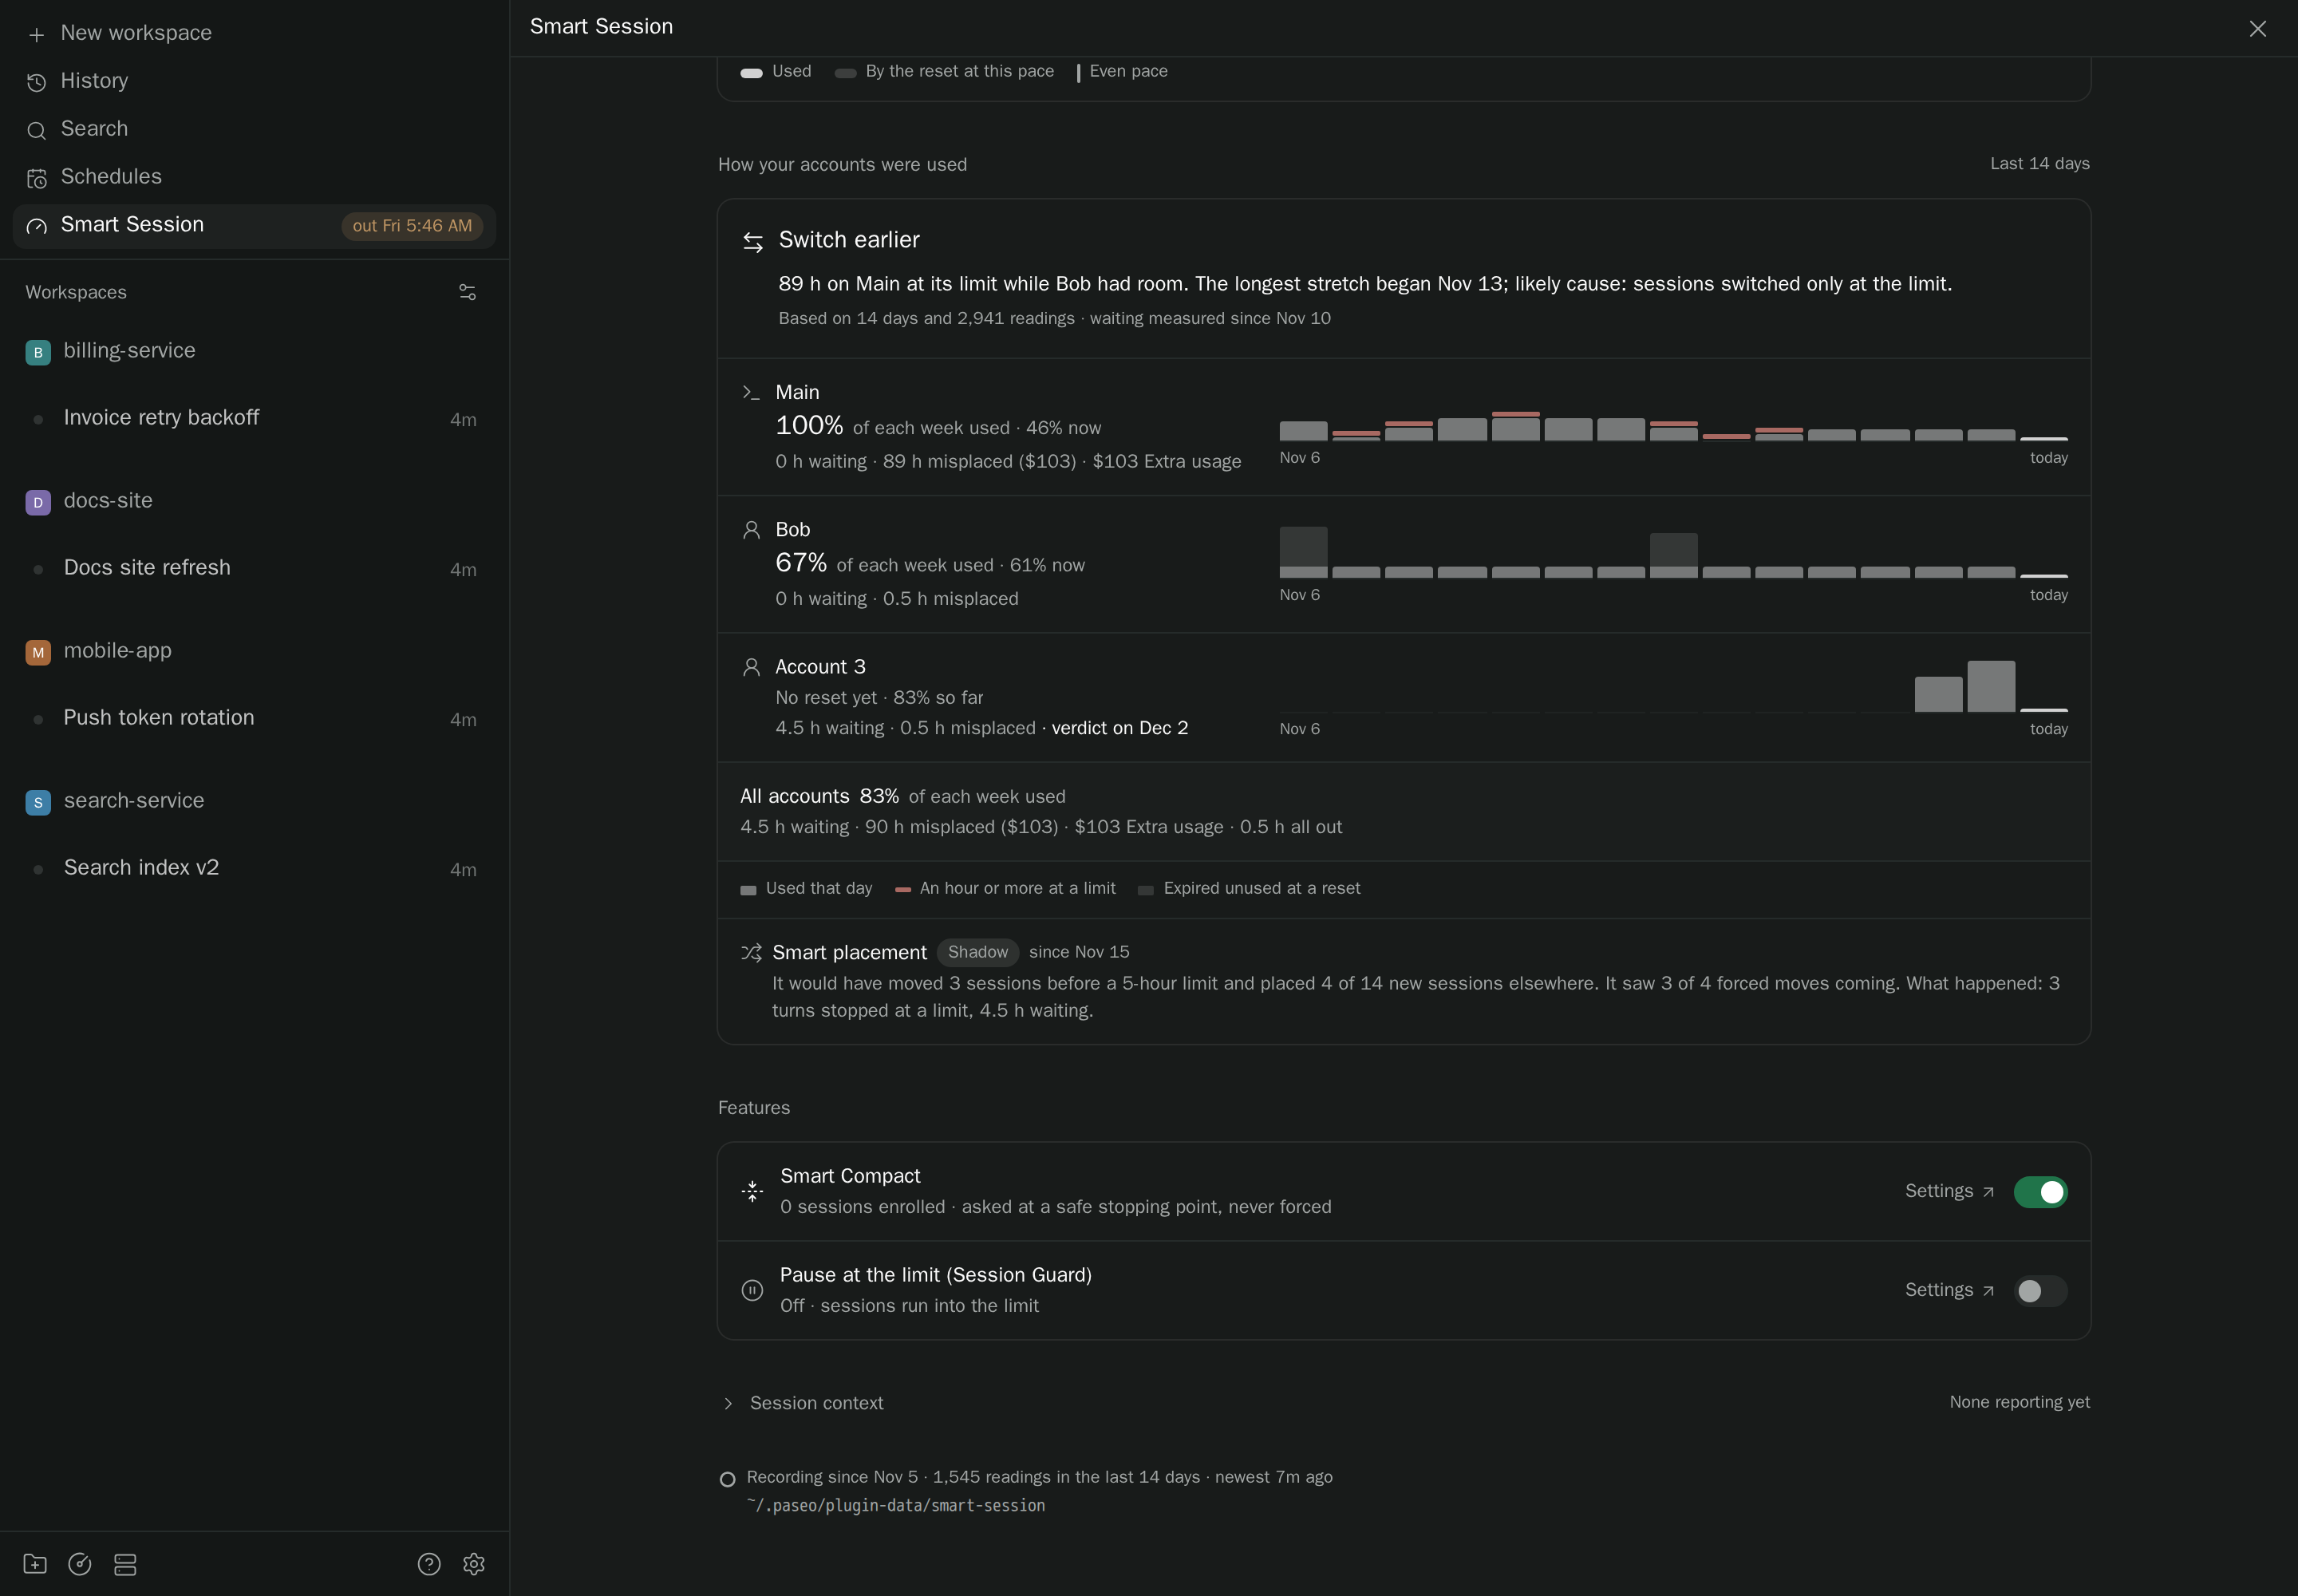 New workspace
History
Search
Schedules
Smart Session
out Fri 5:46 AM
Workspaces
B
billing-service
Invoice retry backoff
4m
D
docs-site
Docs site refresh
4m
M
mobile-app
Push token rotation
4m
S
search-service
Search index v2
4m
Smart Session
Used
By the reset at this pace
Even pace
How your accounts were used
Last 14 days
Switch earlier
89 h on Main at its limit while Bob had room. The longest stretch began Nov 13; likely cause: sessions switched only at the limit.
Based on 14 days and 2,941 readings · waiting measured since Nov 10
Main
100% of each week used · 46% now
0 h waiting · 89 h misplaced ($103) · $103 Extra usage
Nov 6
today
Bob
67% of each week used · 61% now
0 h waiting · 0.5 h misplaced
Nov 6
today
Account 3
No reset yet · 83% so far
4.5 h waiting · 0.5 h misplaced · verdict on Dec 2
Nov 6
today
All accounts 83% of each week used
4.5 h waiting · 90 h misplaced ($103) · $103 Extra usage · 0.5 h all out
Used that day
An hour or more at a limit
Expired unused at a reset
Smart placement
Shadow
since Nov 15
It would have moved 3 sessions before a 5-hour limit and placed 4 of 14 new sessions elsewhere. It saw 3 of 4 forced moves coming. What happened: 3
turns stopped at a limit, 4.5 h waiting.
Features
Smart Compact
0 sessions enrolled · asked at a safe stopping point, never forced
Settings
Pause at the limit (Session Guard)
Off · sessions run into the limit
Settings
Session context
None reporting yet
Recording since Nov 5 · 1,545 readings in the last 14 days · newest 7m ago
~/.paseo/plugin-data/smart-session